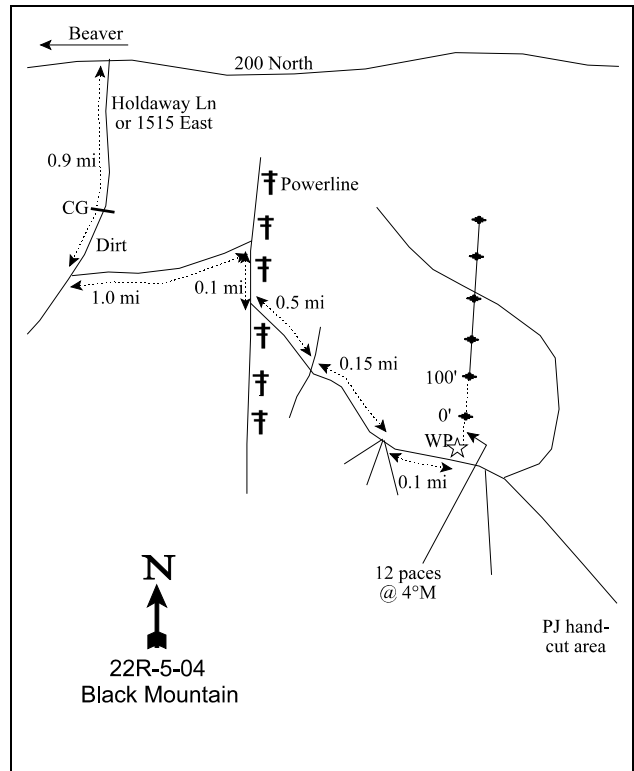 Beaver
200 North
Holdaway Ln
or 1515 East
0.9 mi
Powerline
CG
Dirt
1.0 mi
0.1 mi
0.5 mi
0.15 mi
100'
0'
WP
0.1 mi
12 paces
@ 4°M
N
PJ hand-
cut area
22R-5-04
Black Mountain